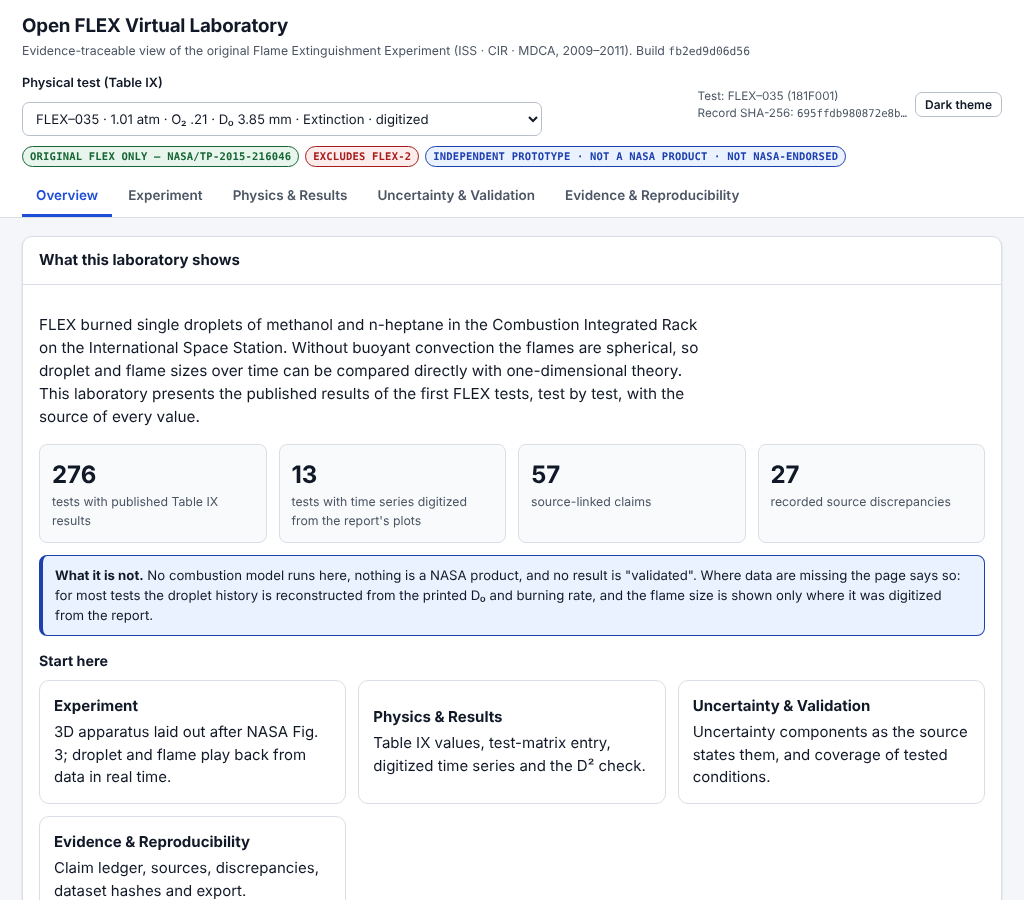 Open FLEX Virtual Laboratory
Evidence-traceable view of the original Flame Extinguishment Experiment (ISS · CIR · MDCA, 2009–2011). Build fb2ed9d06d56
Physical test (Table IX)
FLEX–035 · 1.01 atm · O₂ .21 · D₀ 3.85 mm · Extinction · digitized
Test: FLEX–035 (181F001)
Record SHA-256: 695ffdb980872e8b…
Dark theme
ORIGINAL FLEX ONLY — NASA/TP-2015-216046
EXCLUDES FLEX-2
INDEPENDENT PROTOTYPE · NOT A NASA PRODUCT · NOT NASA-ENDORSED
Overview
Experiment
Physics & Results
Uncertainty & Validation
Evidence & Reproducibility
What this laboratory shows
FLEX burned single droplets of methanol and n-heptane in the Combustion Integrated Rack
on the International Space Station. Without buoyant convection the flames are spherical, so
droplet and flame sizes over time can be compared directly with one-dimensional theory.
This laboratory presents the published results of the first FLEX tests, test by test, with the
source of every value.
276
tests with published Table IX
results
13
tests with time series digitized
from the report's plots
57
source-linked claims
27
recorded source discrepancies
What it is not. No combustion model runs here, nothing is a NASA product, and no result is "validated". Where data are missing the page says so:
for most tests the droplet history is reconstructed from the printed D₀ and burning rate, and the flame size is shown only where it was digitized
from the report.
Start here
Experiment
3D apparatus laid out after NASA Fig.
3; droplet and flame play back from
data in real time.
Physics & Results
Table IX values, test-matrix entry,
digitized time series and the D² check.
Uncertainty & Validation
Uncertainty components as the source
states them, and coverage of tested
conditions.
Evidence & Reproducibility
Claim ledger, sources, discrepancies,
dataset hashes and export.